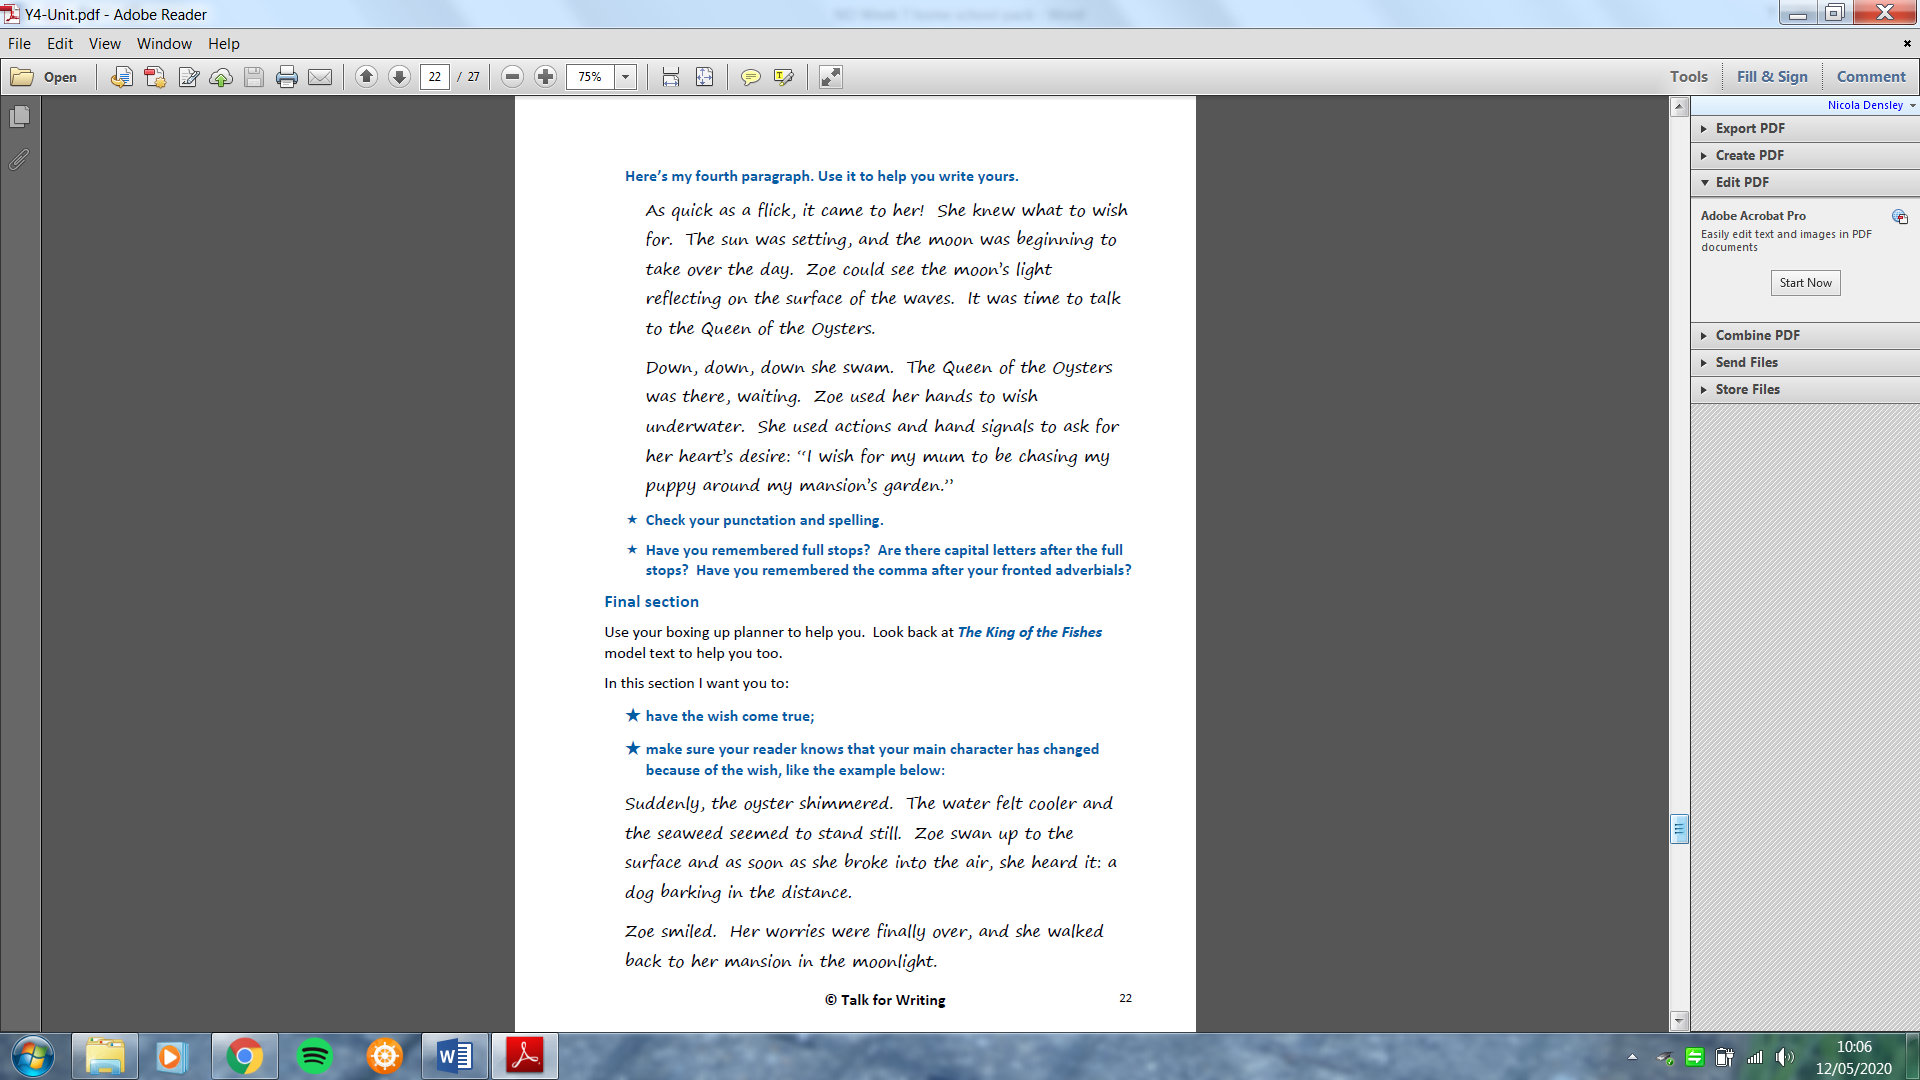 Y4-Unit.pdf - Adobe Reader
File Edit View Window Help
Open 22 / 27 75% Tools Fill & Sign Comment
Nicola Densley
Export PDF
Create PDF
Edit PDF
Adobe Acrobat Pro
Easily edit text and images in PDF
documents
Start Now
Combine PDF
Send Files
Store Files
Here's my fourth paragraph. Use it to help you write yours.
As quick as a flick, it came to her! She knew what to wish
for. The sun was setting, and the moon was beginning to
take over the day. Zoe could see the moon's light
reflecting on the surface of the waves. It was time to talk
to the Queen of the Oysters.
Down, down, down she swam. The Queen of the Oysters
was there, waiting. Zoe used her hands to wish
underwater. She used actions and hand signals to ask for
her heart's desire: “I wish for my mum to be chasing my
puppy around my mansion's garden.”
★ Check your punctation and spelling.
★ Have you remembered full stops? Are there capital letters after the full
stops? Have you remembered the comma after your fronted adverbials?
Final section
Use your boxing up planner to help you. Look back at The King of the Fishes
model text to help you too.
In this section I want you to:
★ have the wish come true;
★ make sure your reader knows that your main character has changed
because of the wish, like the example below:
Suddenly, the oyster shimmered. The water felt cooler and
the seaweed seemed to stand still. Zoe swan up to the
surface and as soon as she broke into the air, she heard it: a
dog barking in the distance.
Zoe smiled. Her worries were finally over, and she walked
back to her mansion in the moonlight.
© Talk for Writing 22
10:06
12/05/2020